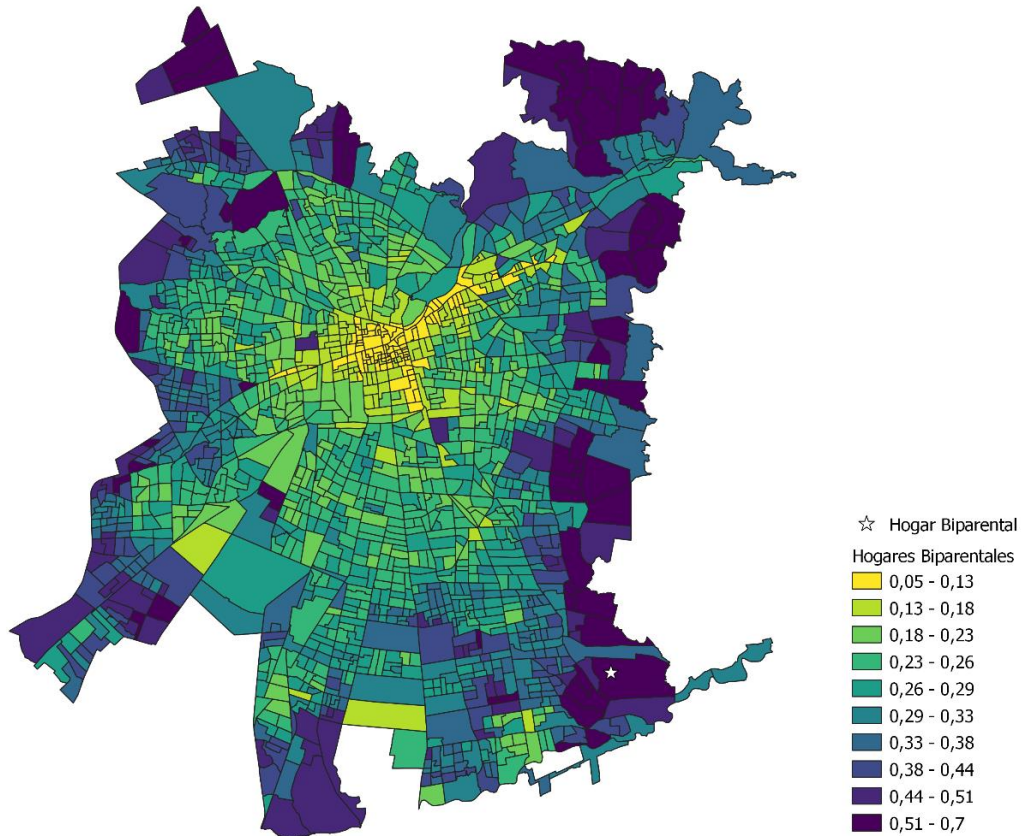 Hogar Biparental
Hogares Biparentales
0,05 - 0,13
0,13 - 0,18
0,18 - 0,23
0,23 - 0,26
0,26 - 0,29
0,29 - 0,33
0,33 - 0,38
0,38 - 0,44
0,44 - 0,51
0,51 - 0,7